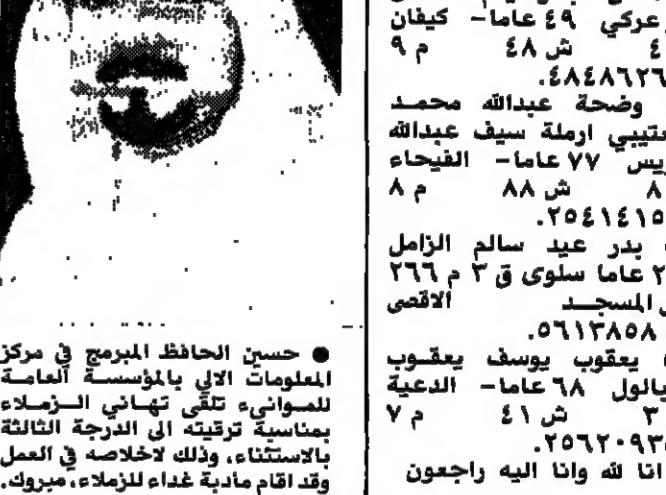 عركي ٤٩ عاما– كيفان
٤ ش ٤٨ م ٩
٤٨٤٨٦٢٦.
وضحة عبدالله محمد
عتيبي ارملة سيف عبدالله
ريس ٧٧ عاما– الفيحاء
٨ ش ٨٨ م ٨
٢٥٤١٤١٥.
بدر عيد سالم الزامل
٢ عاما سلوى ق ٣ م ٢٦٦
المسجد الاقصى
٥٦١٣٨٥٨.
يعقوب يوسف يعقوب
بالول ٦٨ عاما– الدعية
٣ ش ٤١ م ٧
٢٥٦٢٠٩٣.
انا لله وانا اليه راجعون
● حسين الحافظ المبرمج في مركز
المعلومات الالي بالمؤسسة العامة
للموانيء تلقى تهاني الزملاء
بمناسبة ترقيته الى الدرجة الثالثة
بالاستثناء، وذلك لاخلاصه في العمل
وقد اقام مأدبة غداء للزملاء، مبروك.